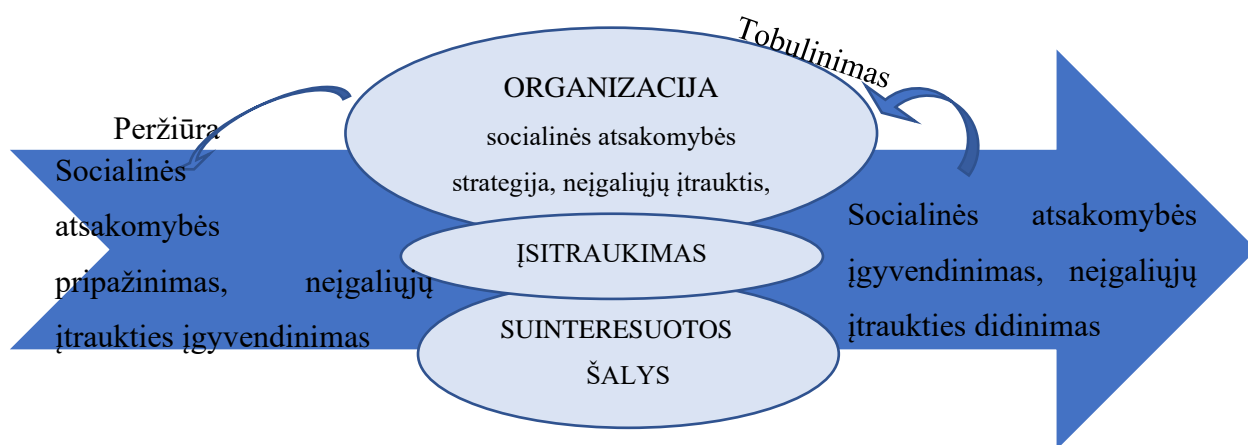 Tobulinimas
ORGANIZACIJA
socialinės atsakomybės
strategija, neįgaliųjų įtrauktis,
Peržiūra
Socialinės
atsakomybės
pripažinimas, neįgaliųjų
įtraukties įgyvendinimas
ĮSITRAUKIMAS
SUINTERESUOTOS
ŠALYS
Socialinės atsakomybės
įgyvendinimas, neįgaliųjų
įtraukties didinimas